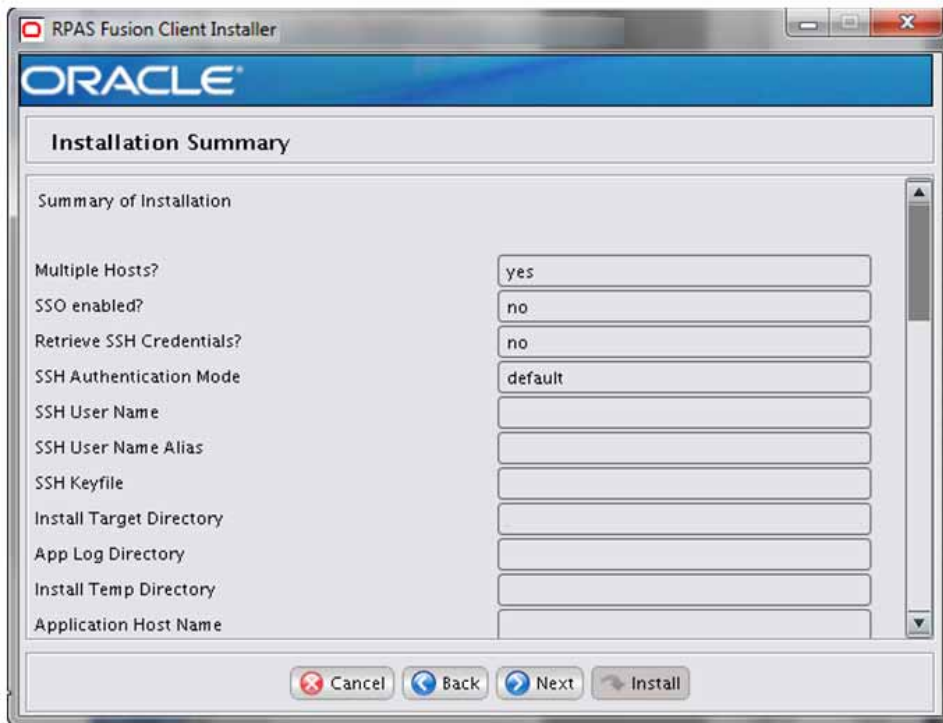 RPAS Fusion Client Installer
ORACLE
Installation Summary
Summary of Installation
Multiple Hosts? yes
SSO enabled? no
Retrieve SSH Credentials? no
SSH Authentication Mode default
SSH User Name
SSH User Name Alias
SSH Keyfile
Install Target Directory
App Log Directory
Install Temp Directory
Application Host Name
Cancel Back Next Install